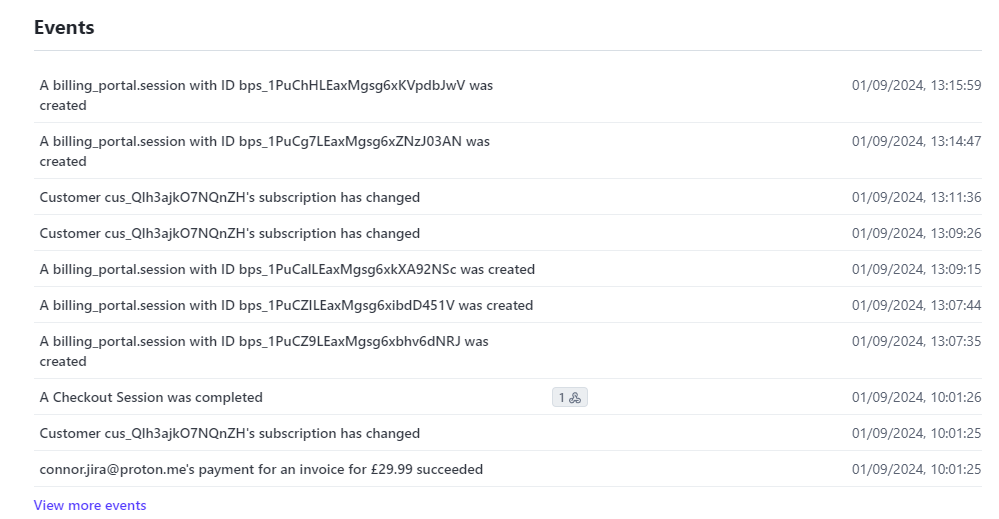 Events
A billing_portal.session with ID bps_1PuChHLEaxMgsg6xKVpdbJwV was
created
01/09/2024, 13:15:59
A billing_portal.session with ID bps_1PuCg7LEaxMgsg6xZNzJ03AN was
created
01/09/2024, 13:14:47
Customer cus_QIh3ajkO7NQnZH's subscription has changed
01/09/2024, 13:11:36
Customer cus_QIh3ajkO7NQnZH's subscription has changed
01/09/2024, 13:09:26
A billing_portal.session with ID bps_1PuCalLEaxMgsg6xkXA92NSc was created
01/09/2024, 13:09:15
A billing_portal.session with ID bps_1PuCZILEaxMgsg6xibdD451V was created
01/09/2024, 13:07:44
A billing_portal.session with ID bps_1PuCZ9LEaxMgsg6xbhv6dNRJ was
created
01/09/2024, 13:07:35
A Checkout Session was completed
1
01/09/2024, 10:01:26
Customer cus_QIh3ajkO7NQnZH's subscription has changed
01/09/2024, 10:01:25
connor.jira@proton.me's payment for an invoice for £29.99 succeeded
01/09/2024, 10:01:25
View more events